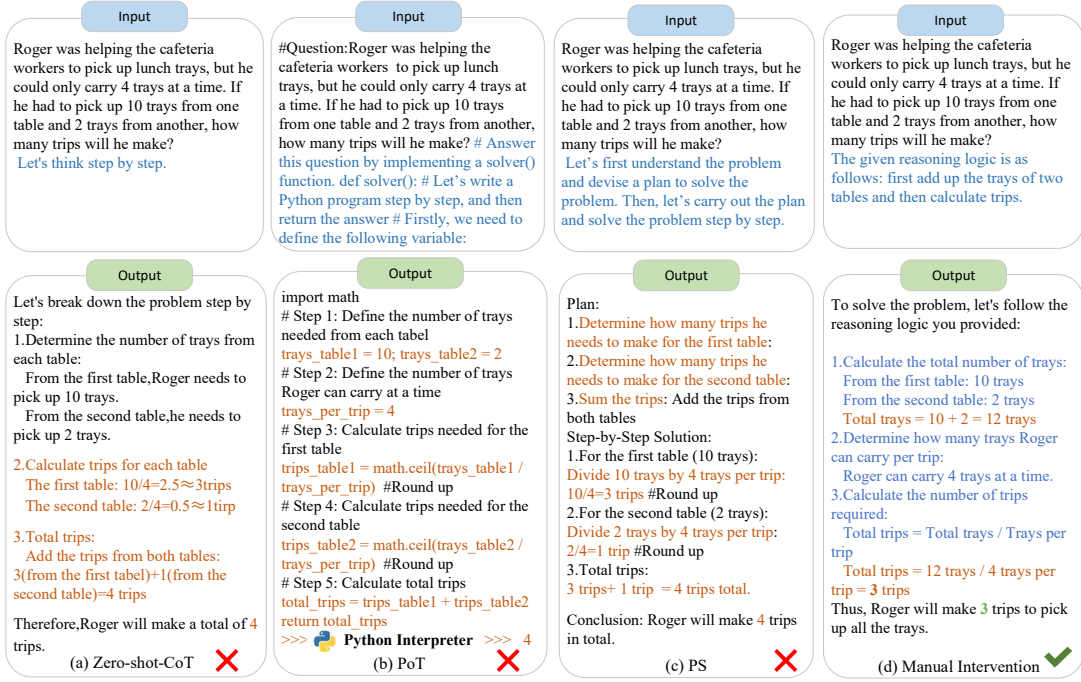 Input
Roger was helping the cafeteria
workers to pick up lunch trays, but he
could only carry 4 trays at a time. If
he had to pick up 10 trays from one
table and 2 trays from another, how
many trips will he make?
Let's think step by step.
Output
Let's break down the problem step by
step:
1.Determine the number of trays from
each table:
From the first table,Roger needs to
pick up 10 trays.
From the second table,he needs to
pick up 2 trays.
2.Calculate trips for each table
The first table: 10/4=2.5≈3trips
The second table: 2/4=0.5≈1tirp
3.Total trips:
Add the trips from both tables:
3(from the first tabel)+1(from the
second table)=4 trips
Therefore,Roger will make a total of 4
trips.
(a) Zero-shot-CoT
Input
#Question:Roger was helping the
cafeteria workers to pick up lunch
trays, but he could only carry 4 trays at
a time. If he had to pick up 10 trays
from one table and 2 trays from another,
how many trips will he make? # Answer
this question by implementing a solver()
function. def solver(): # Let's write a
Python program step by step, and then
return the answer # Firstly, we need to
define the following variable:
Output
import math
# Step 1: Define the number of trays
needed from each tabel
trays_table1 = 10; trays_table2 = 2
# Step 2: Define the number of trays
Roger can carry at a time
trays_per_trip = 4
# Step 3: Calculate trips needed for the
first table
trips_table1 = math.ceil(trays_table1 /
trays_per_trip) #Round up
# Step 4: Calculate trips needed for the
second table
trips_table2 = math.ceil(trays_table2 /
trays_per_trip) #Round up
# Step 5: Calculate total trips
total_trips = trips_table1 + trips_table2
return total_trips
>>> Python Interpreter >>> 4
(b) PoT
Input
Roger was helping the cafeteria
workers to pick up lunch trays, but he
could only carry 4 trays at a time. If
he had to pick up 10 trays from one
table and 2 trays from another, how
many trips will he make?
Let's first understand the problem
and devise a plan to solve the
problem. Then, let's carry out the plan
and solve the problem step by step.
Output
Plan:
1.Determine how many trips he
needs to make for the first table:
2.Determine how many trips he
needs to make for the second table:
3.Sum the trips: Add the trips from
both tables
Step-by-Step Solution:
1.For the first table (10 trays):
Divide 10 trays by 4 trays per trip:
10/4=3 trips #Round up
2.For the second table (2 trays):
Divide 2 trays by 4 trays per trip:
2/4=1 trip #Round up
3.Total trips:
3 trips+ 1 trip = 4 trips total.
Conclusion: Roger will make 4 trips
in total.
(c) PS
Input
Roger was helping the cafeteria
workers to pick up lunch trays, but he
could only carry 4 trays at a time. If
he had to pick up 10 trays from one
table and 2 trays from another, how
many trips will he make?
The given reasoning logic is as
follows: first add up the trays of two
tables and then calculate trips.
Output
To solve the problem, let's follow the
reasoning logic you provided:
1.Calculate the total number of trays:
From the first table: 10 trays
From the second table: 2 trays
Total trays = 10 + 2 = 12 trays
2.Determine how many trays Roger
can carry per trip:
Roger can carry 4 trays at a time.
3.Calculate the number of trips
required:
Total trips = Total trays / Trays per
trip
Total trips = 12 trays / 4 trays per
trip = 3 trips
Thus, Roger will make 3 trips to pick
up all the trays.
(d) Manual Intervention